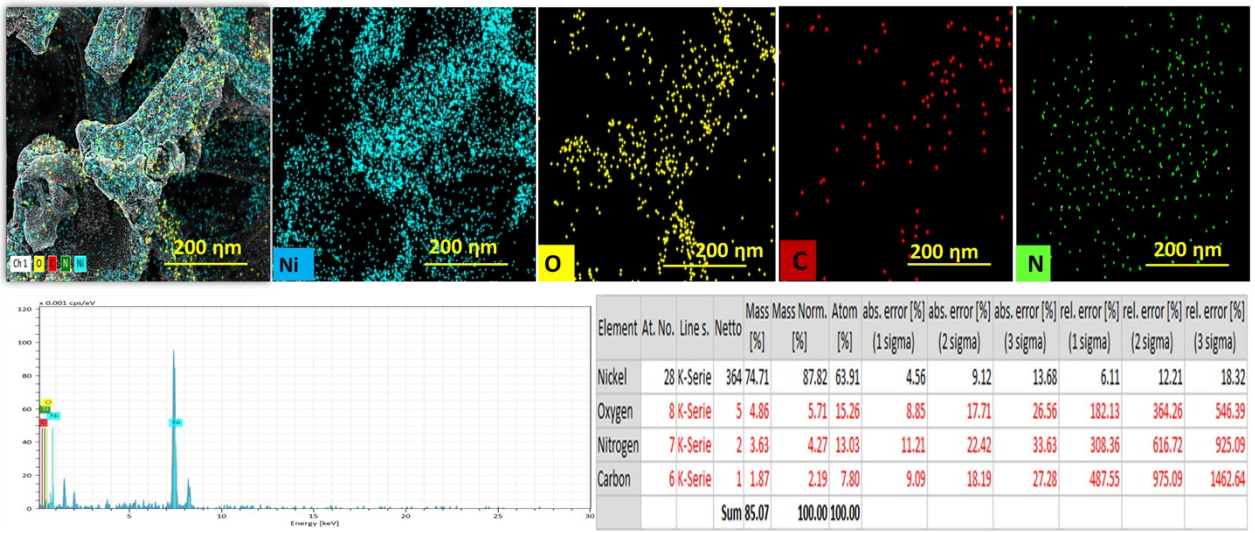 200 ηm
Ch 1 O C N Ni
200 ηm
Ni
200 ηm
O
200 ηm
C
200 ηm
N
x 0.001 cps/eV
120
100
80
60
40
20
0
5 10 15 20 25 30
Energy [keV]
Ni
Ni
Element At. No. Line s. Netto Mass [%] Mass Norm. [%] Atom [%] abs. error [%] (1 sigma) abs. error [%] (2 sigma) abs. error [%] (3 sigma) rel. error [%] (1 sigma) rel. error [%] (2 sigma) rel. error [%] (3 sigma)
Nickel 28 K-Serie 364 74.71 87.82 63.91 4.56 9.12 13.68 6.11 12.21 18.32
Oxygen 8 K-Serie 5 4.86 5.71 15.26 8.85 17.71 26.56 182.13 364.26 546.39
Nitrogen 7 K-Serie 2 3.63 4.27 13.03 11.21 22.42 33.63 308.36 616.72 925.09
Carbon 6 K-Serie 1 1.87 2.19 7.80 9.09 18.19 27.28 487.55 975.09 1462.64
Sum 85.07 100.00 100.00